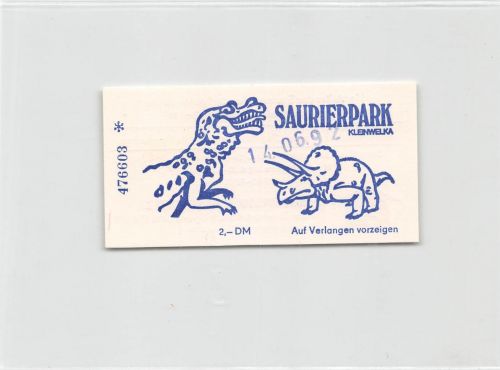 SAURIERPARK
KLEINWELKA
14.06.92
476603 *
2,– DM
Auf Verlangen vorzeigen